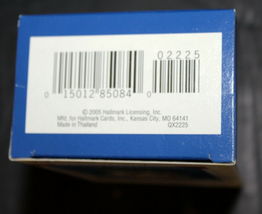 02225
0 15012 85084 0
© 2005 Hallmark Licensing, Inc.
Mfd. for Hallmark Cards, Inc., Kansas City, MO 64141
Made in Thailand QX2225